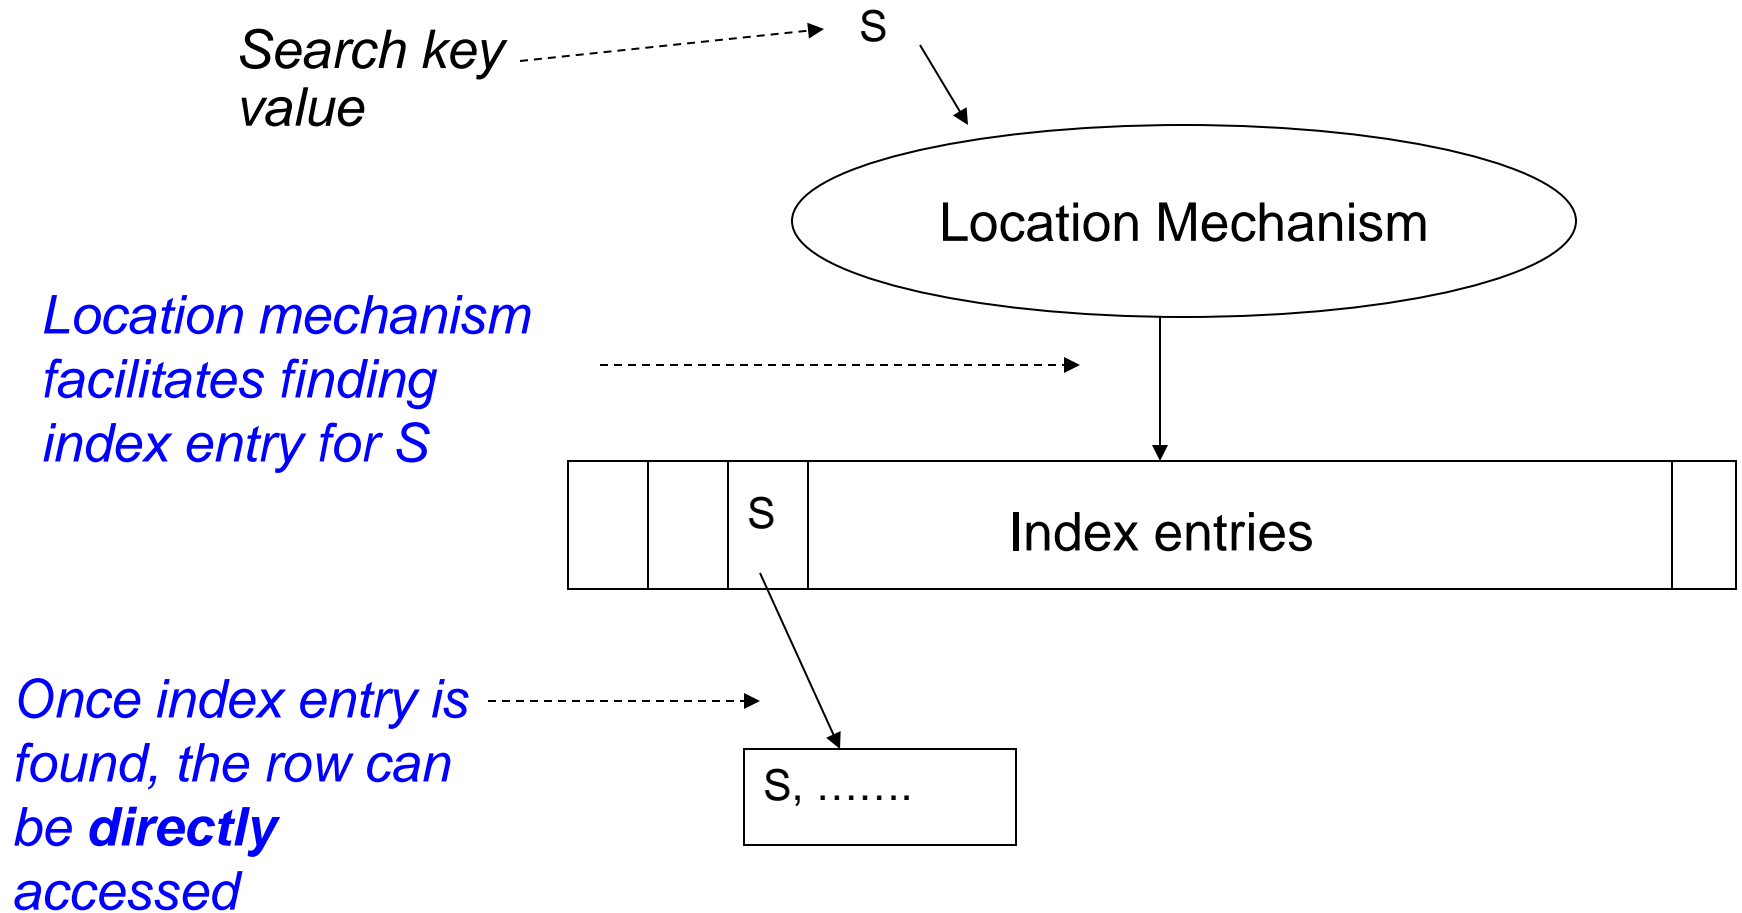 S
Search key
value
Location Mechanism
Location mechanism
facilitates finding
index entry for S
S
Index entries
Once index entry is
found, the row can
be directly
accessed
S, …….